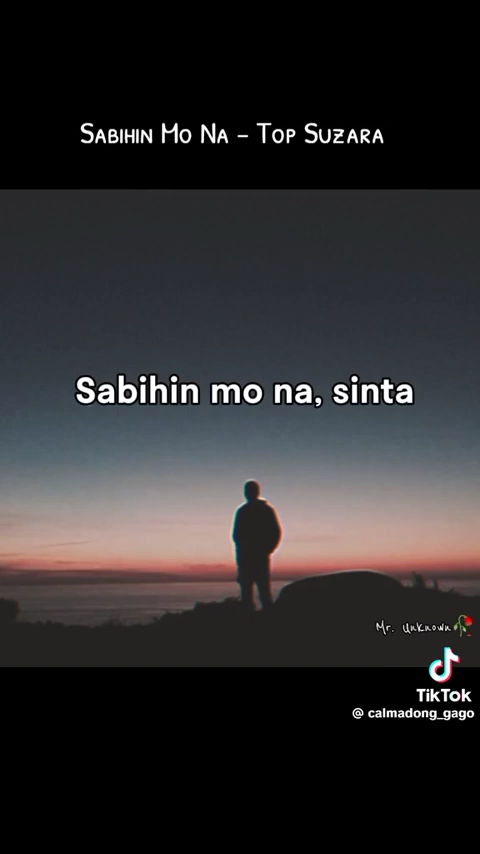 Sabihin Mo Na - Top Suzara
Sabihin mo na, sinta
Mr. Unknown
TikTok
@ calmadong_gago